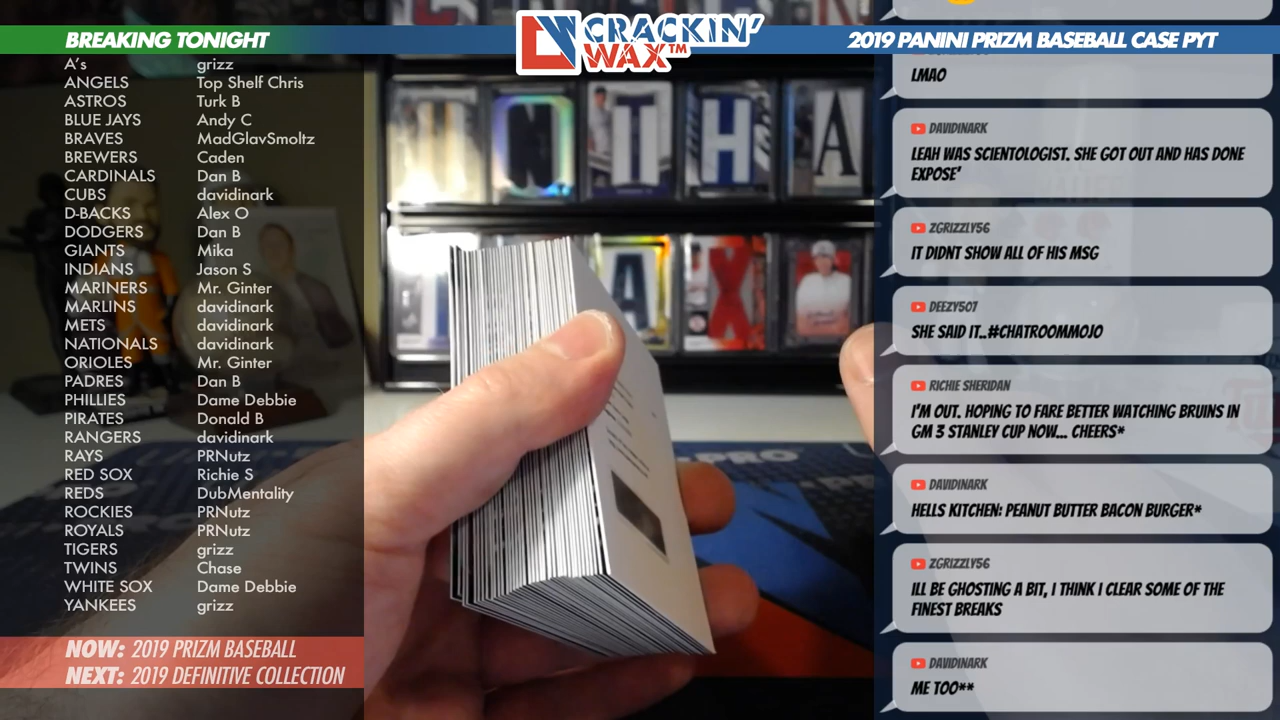 BREAKING TONIGHT
CRACKIN'
WAX™
2019 PANINI PRIZM BASEBALL CASE PYT
A's grizz
ANGELS Top Shelf Chris
ASTROS Turk B
BLUE JAYS Andy C
BRAVES MadGlavSmoltz
BREWERS Caden
CARDINALS Dan B
CUBS davidinark
D-BACKS Alex O
DODGERS Dan B
GIANTS Mika
INDIANS Jason S
MARINERS Mr. Ginter
MARLINS davidinark
METS davidinark
NATIONALS davidinark
ORIOLES Mr. Ginter
PADRES Dan B
PHILLIES Dame Debbie
PIRATES Donald B
RANGERS davidinark
RAYS PRNutz
RED SOX Richie S
REDS DubMentality
ROCKIES PRNutz
ROYALS PRNutz
TIGERS grizz
TWINS Chase
WHITE SOX Dame Debbie
YANKEES grizz
NOW: 2019 PRIZM BASEBALL
NEXT: 2019 DEFINITIVE COLLECTION
N T H A
A X
PRO
LMAO
DAVIDINARK
LEAH WAS SCIENTOLOGIST. SHE GOT OUT AND HAS DONE
EXPOSE'
ZGRIZZLY56
IT DIDNT SHOW ALL OF HIS MSG
DEEZY507
SHE SAID IT..#CHATROOMMOJO
RICHIE SHERIDAN
I'M OUT. HOPING TO FARE BETTER WATCHING BRUINS IN
GM 3 STANLEY CUP NOW... CHEERS*
DAVIDINARK
HELLS KITCHEN: PEANUT BUTTER BACON BURGER*
ZGRIZZLY56
ILL BE GHOSTING A BIT, I THINK I CLEAR SOME OF THE
FINEST BREAKS
DAVIDINARK
ME TOO**